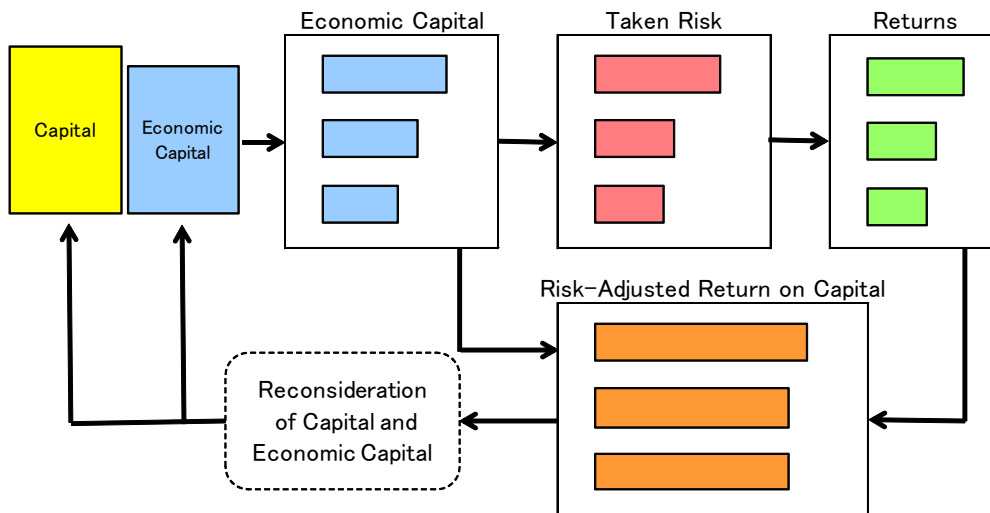 Economic Capital
Taken Risk
Returns
Capital
Economic
Capital
Risk-Adjusted Return on Capital
Reconsideration
of Capital and
Economic Capital